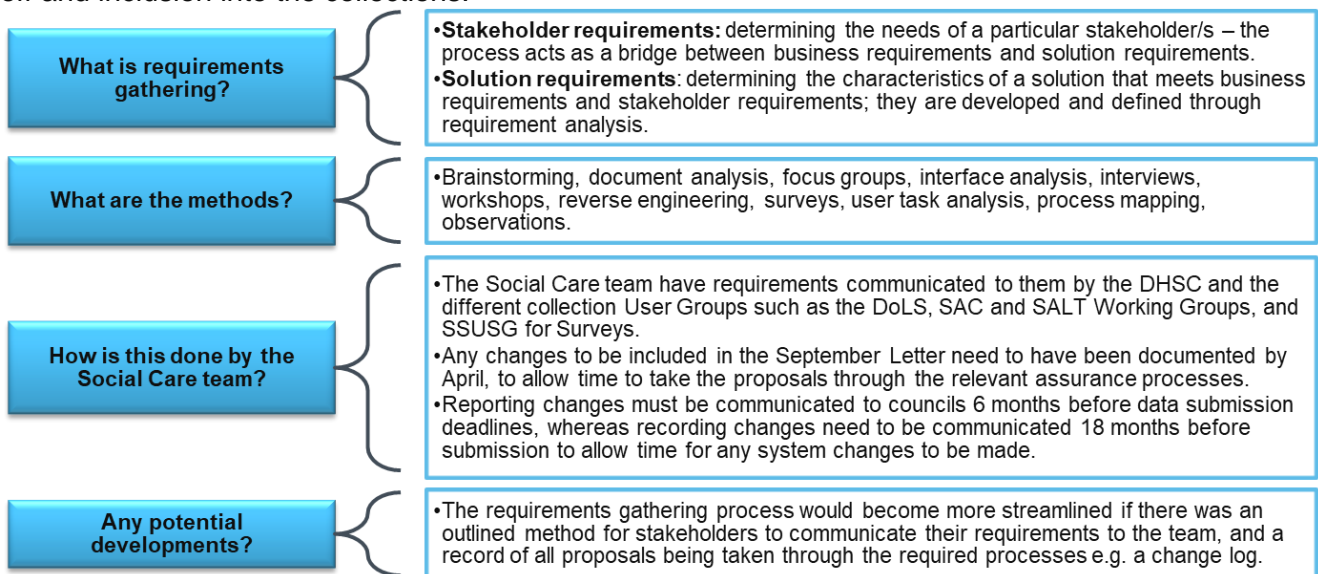 and inclusion into the collections.
What is requirements
gathering?
•Stakeholder requirements: determining the needs of a particular stakeholder/s – the
process acts as a bridge between business requirements and solution requirements.
•Solution requirements: determining the characteristics of a solution that meets business
requirements and stakeholder requirements; they are developed and defined through
requirement analysis.
What are the methods?
•Brainstorming, document analysis, focus groups, interface analysis, interviews,
workshops, reverse engineering, surveys, user task analysis, process mapping,
observations.
How is this done by the
Social Care team?
•The Social Care team have requirements communicated to them by the DHSC and the
different collection User Groups such as the DoLS, SAC and SALT Working Groups, and
SSUSG for Surveys.
•Any changes to be included in the September Letter need to have been documented by
April, to allow time to take the proposals through the relevant assurance processes.
•Reporting changes must be communicated to councils 6 months before data submission
deadlines, whereas recording changes need to be communicated 18 months before
submission to allow time for any system changes to be made.
Any potential
developments?
•The requirements gathering process would become more streamlined if there was an
outlined method for stakeholders to communicate their requirements to the team, and a
record of all proposals being taken through the required processes e.g. a change log.